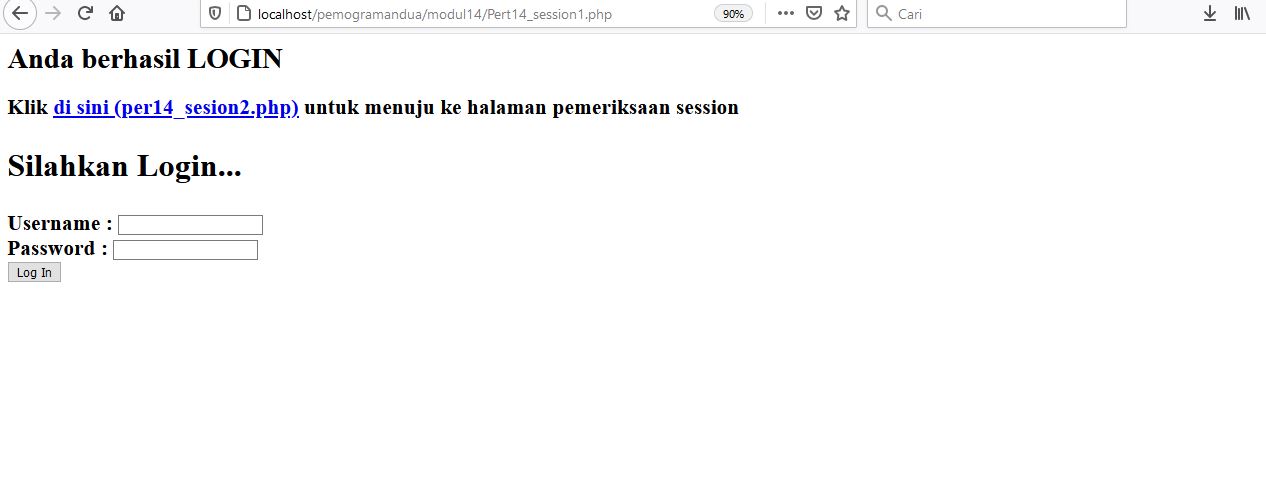 localhost/pemogramandua/modul14/Pert14_session1.php 90% Cari
Anda berhasil LOGIN
Klik di sini (per14_sesion2.php) untuk menuju ke halaman pemeriksaan session
Silahkan Login...
Username :
Password :
Log In